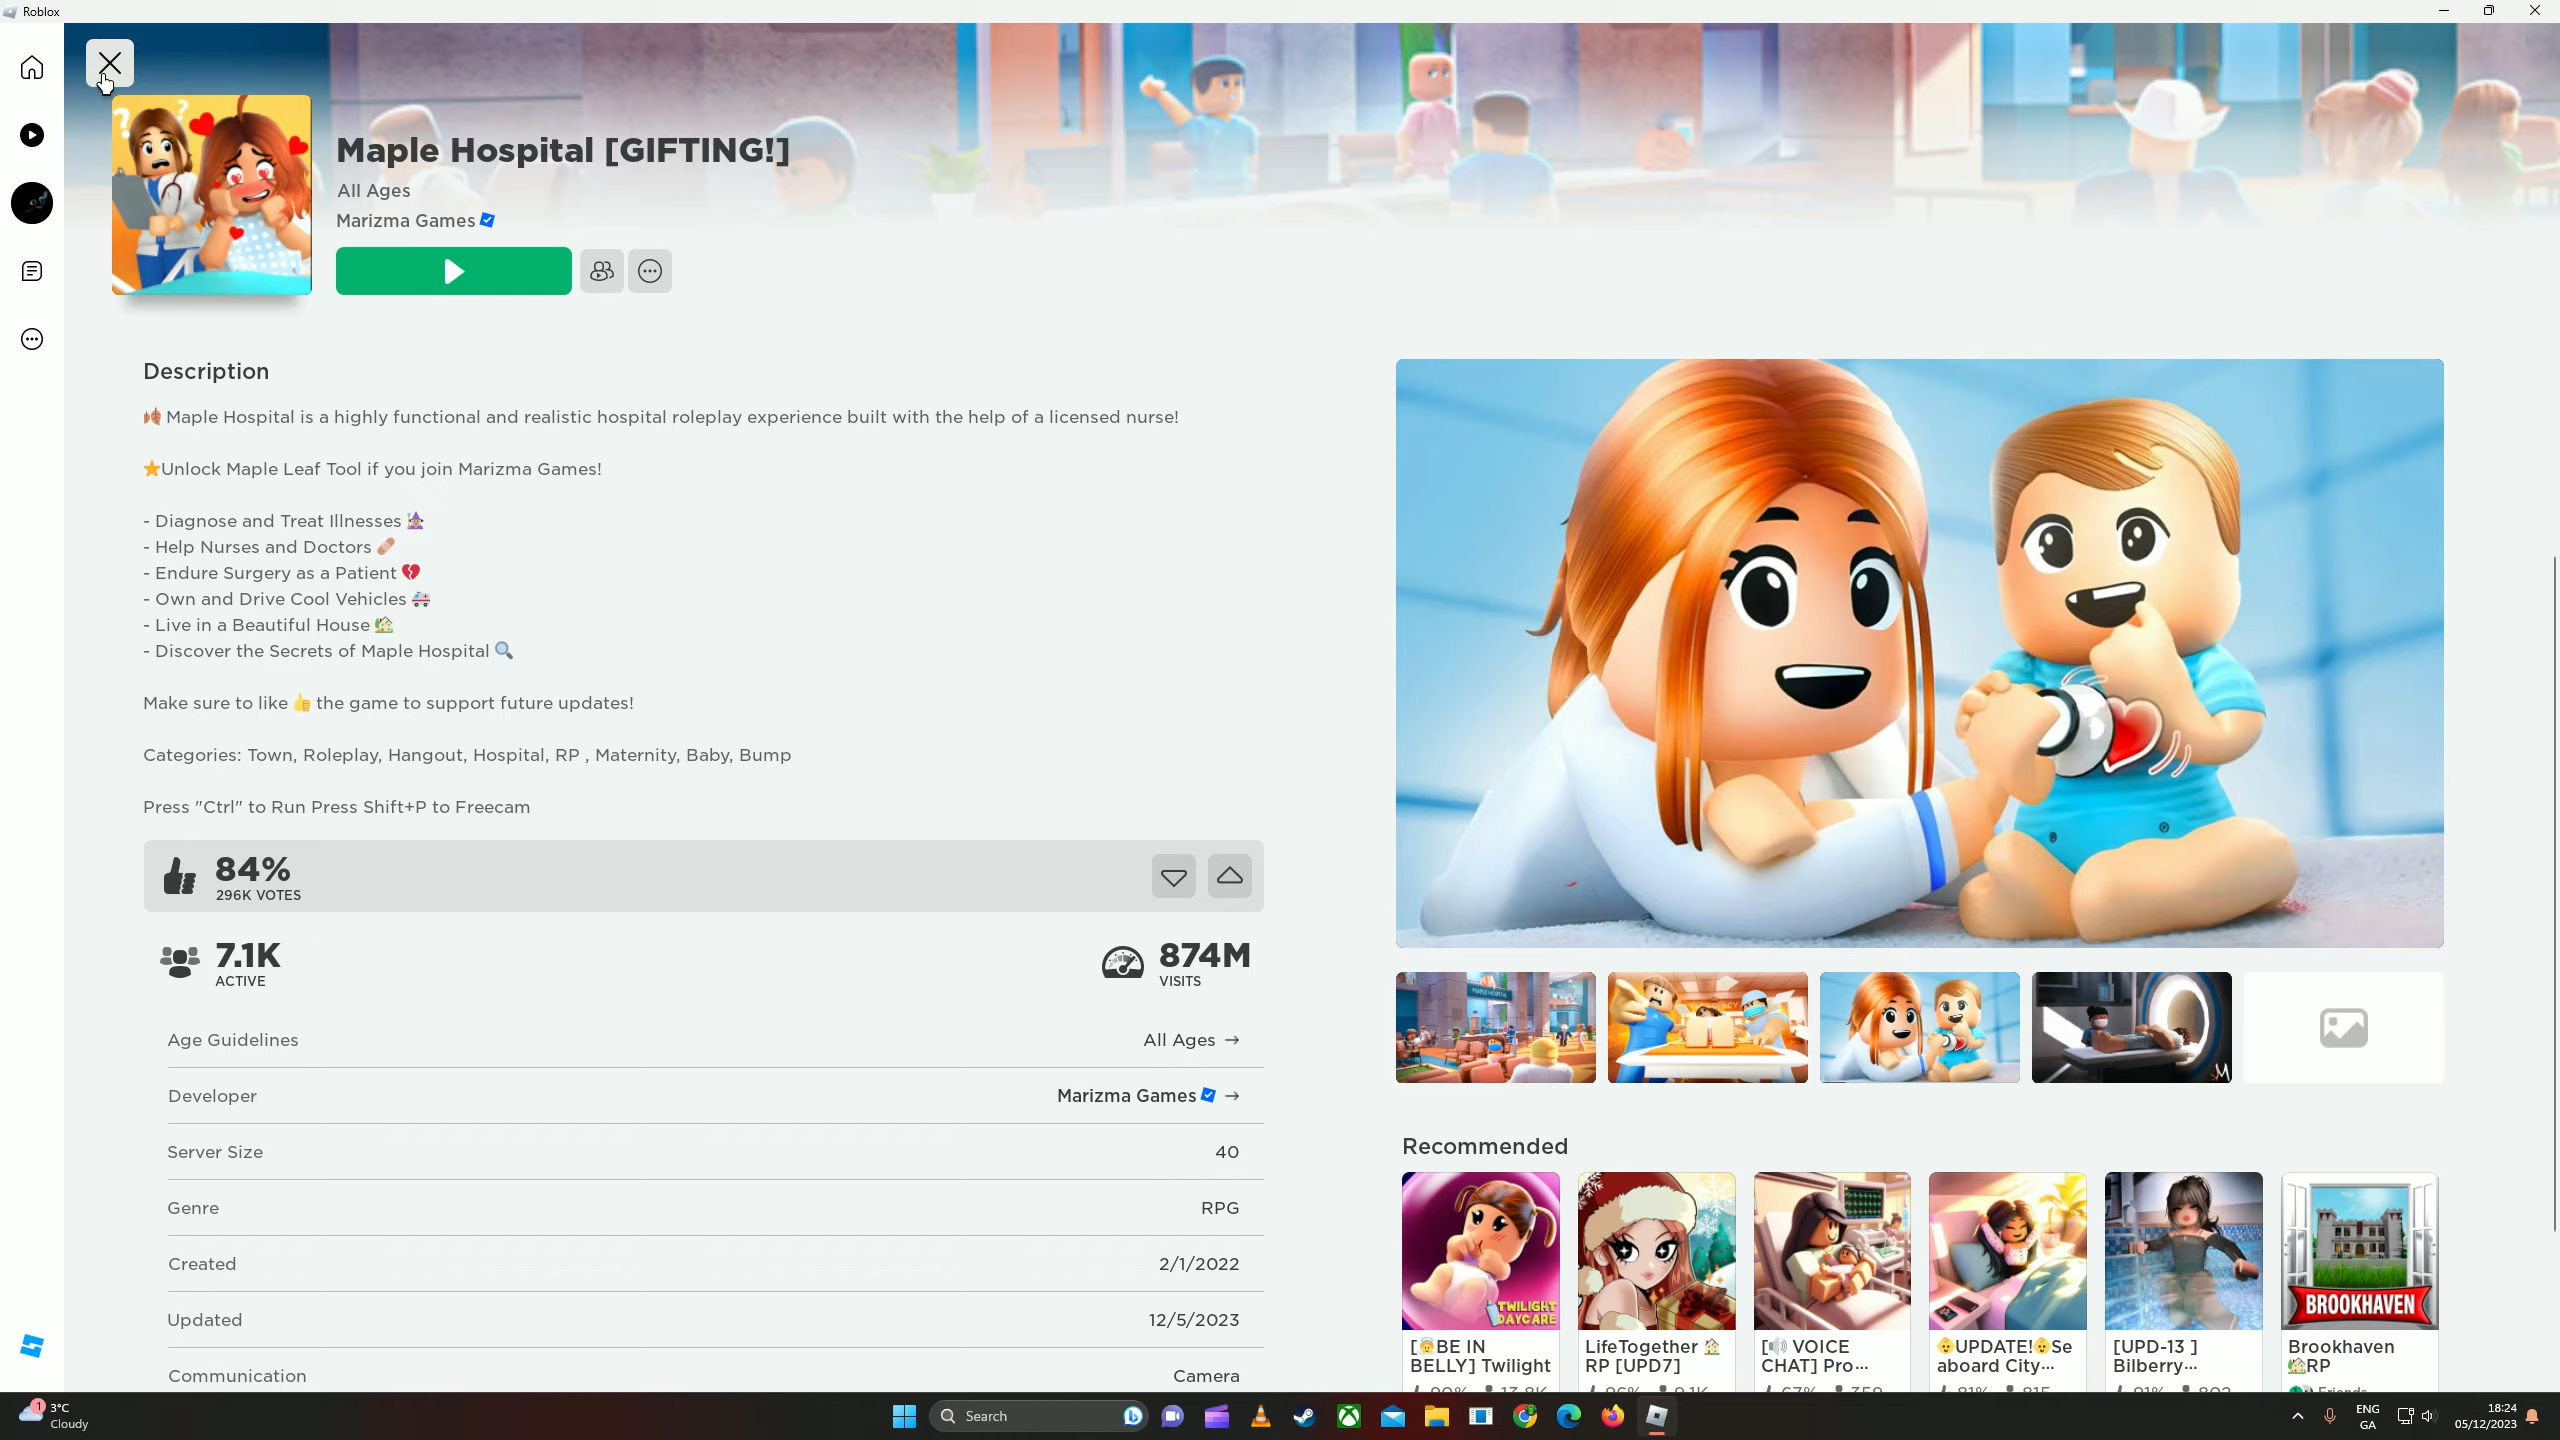 Roblox
Maple Hospital [GIFTING!]
All Ages
Marizma Games
Description
Maple Hospital is a highly functional and realistic hospital roleplay experience built with the help of a licensed nurse!
⭐Unlock Maple Leaf Tool if you join Marizma Games!
- Diagnose and Treat Illnesses
- Help Nurses and Doctors 🩹
- Endure Surgery as a Patient 💔
- Own and Drive Cool Vehicles 🚑
- Live in a Beautiful House 🏡
- Discover the Secrets of Maple Hospital 🔍
Make sure to like 👍 the game to support future updates!
Categories: Town, Roleplay, Hangout, Hospital, RP , Maternity, Baby, Bump
Press "Ctrl" to Run Press Shift+P to Freecam
84%
296K VOTES
7.1K
ACTIVE
874M
VISITS
Age Guidelines
All Ages →
Developer
Marizma Games →
Server Size
40
Genre
RPG
Created
2/1/2022
Updated
12/5/2023
Communication
Camera
MAPLE HOSPITAL
M
Recommended
TWILIGHT
DAYCARE
BROOKHAVEN
[👶BE IN
BELLY] Twilight
LifeTogether 🏠
RP [UPD7]
[🔊 VOICE
CHAT] Pro...
👶UPDATE!👶Se
aboard City...
[UPD-13 ]
Bilberry...
Brookhaven
🏡RP
1
3°C
Cloudy
Search
ENG
GA
18:24
05/12/2023